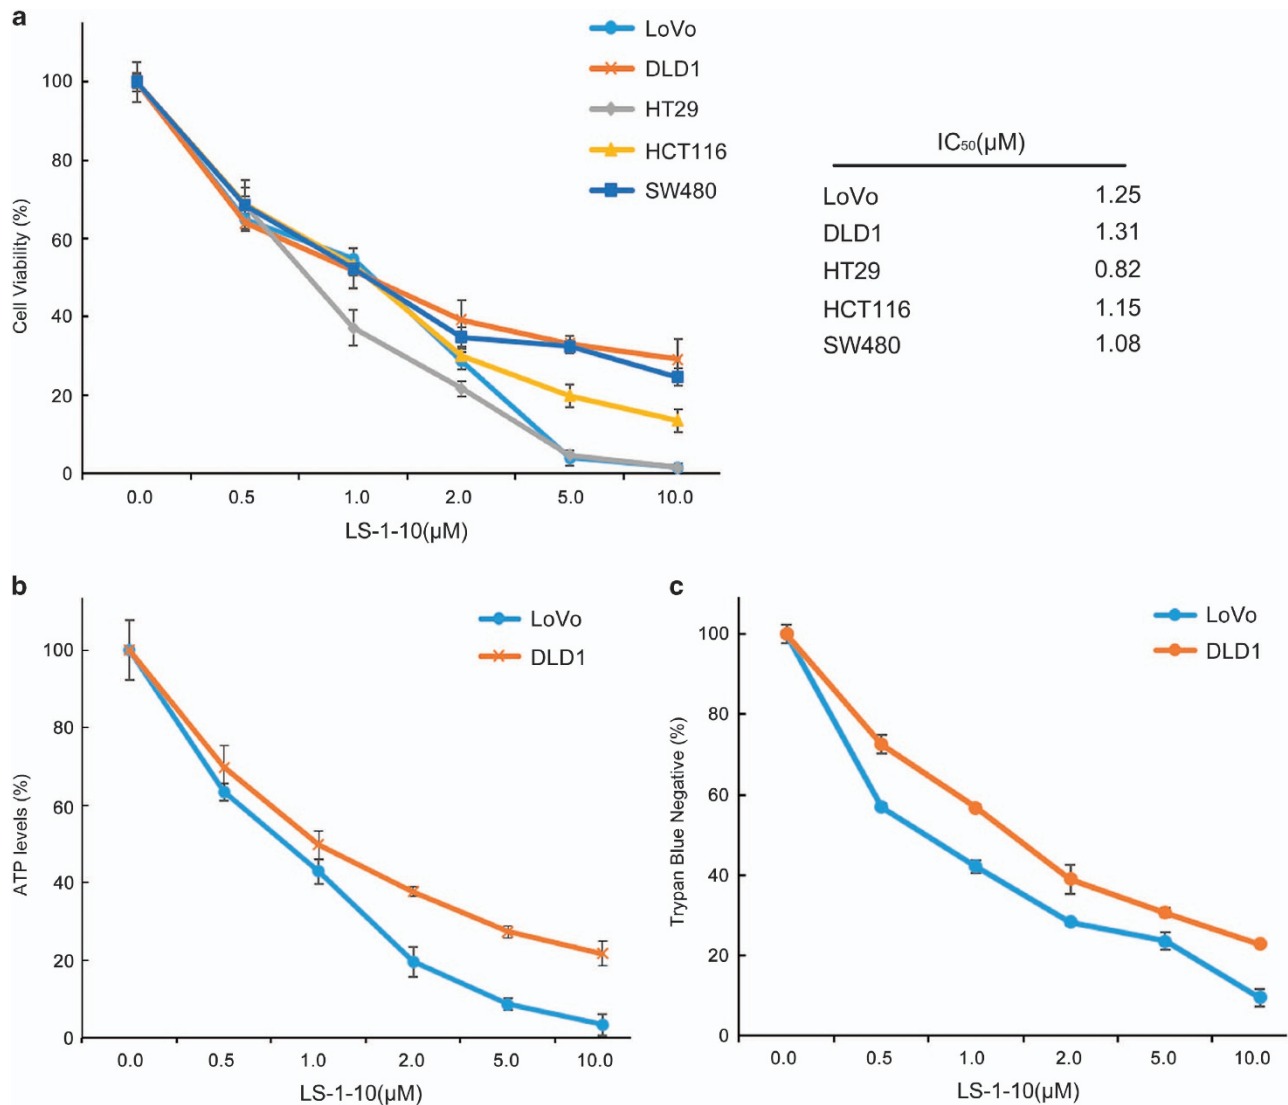 a
LoVo
DLD1
HT29
HCT116
SW480
Cell Viability (%)
100
80
60
40
20
0
0.0 0.5 1.0 2.0 5.0 10.0
LS-1-10(μM)
IC₅₀(μM)
LoVo 1.25
DLD1 1.31
HT29 0.82
HCT116 1.15
SW480 1.08
b
LoVo
DLD1
ATP levels (%)
100
80
60
40
20
0
0.0 0.5 1.0 2.0 5.0 10.0
LS-1-10(μM)
c
LoVo
DLD1
Trypan Blue Negative (%)
100
80
60
40
20
0
0.0 0.5 1.0 2.0 5.0 10.0
LS-1-10(μM)